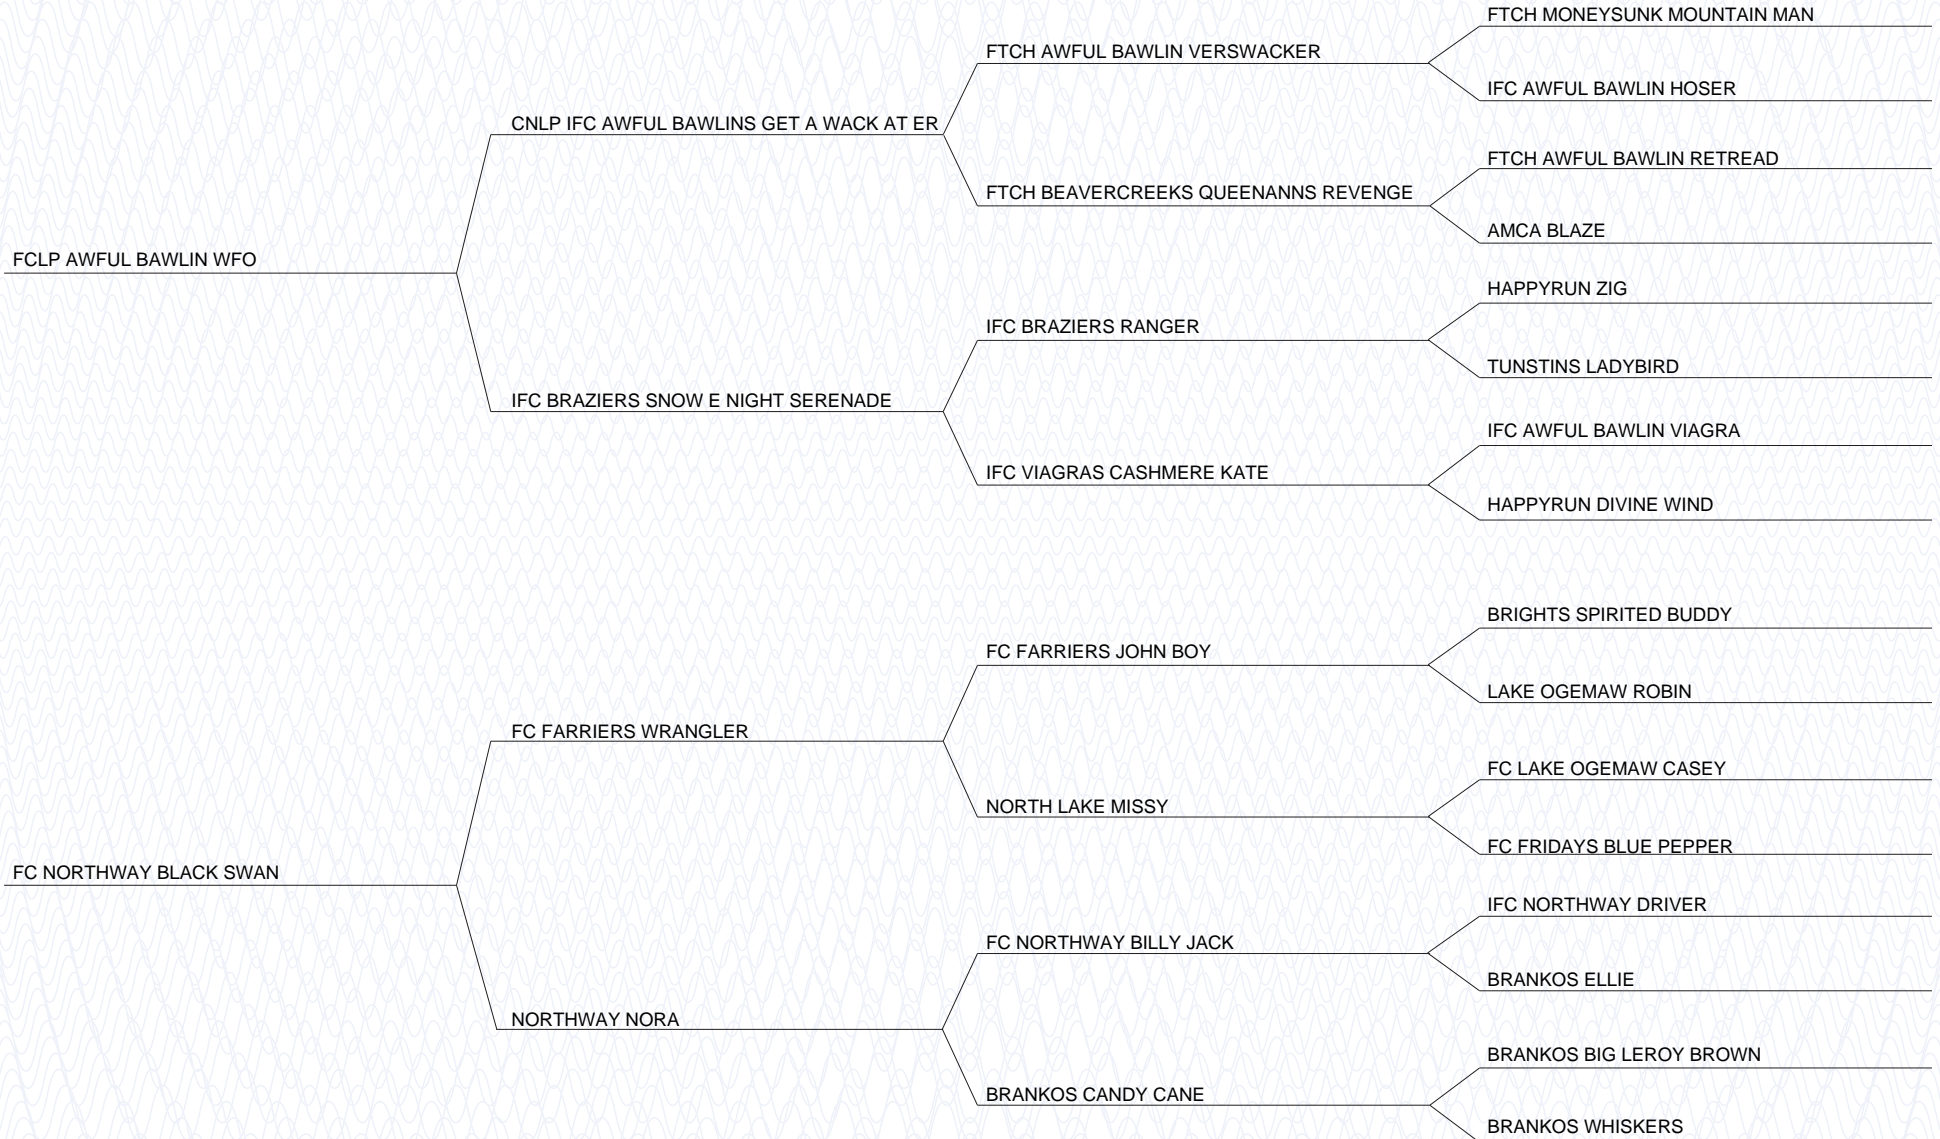 FTCH MONEYSUNK MOUNTAIN MAN
FTCH AWFUL BAWLIN VERSWACKER
IFC AWFUL BAWLIN HOSER
CNLP IFC AWFUL BAWLINS GET A WACK AT ER
FTCH AWFUL BAWLIN RETREAD
FTCH BEAVERCREEKS QUEENANNS REVENGE
AMCA BLAZE
FCLP AWFUL BAWLIN WFO
HAPPYRUN ZIG
IFC BRAZIERS RANGER
TUNSTINS LADYBIRD
IFC BRAZIERS SNOW E NIGHT SERENADE
IFC AWFUL BAWLIN VIAGRA
IFC VIAGRAS CASHMERE KATE
HAPPYRUN DIVINE WIND
BRIGHTS SPIRITED BUDDY
FC FARRIERS JOHN BOY
LAKE OGEMAW ROBIN
FC FARRIERS WRANGLER
FC LAKE OGEMAW CASEY
NORTH LAKE MISSY
FC FRIDAYS BLUE PEPPER
FC NORTHWAY BLACK SWAN
IFC NORTHWAY DRIVER
FC NORTHWAY BILLY JACK
BRANKOS ELLIE
NORTHWAY NORA
BRANKOS BIG LEROY BROWN
BRANKOS CANDY CANE
BRANKOS WHISKERS